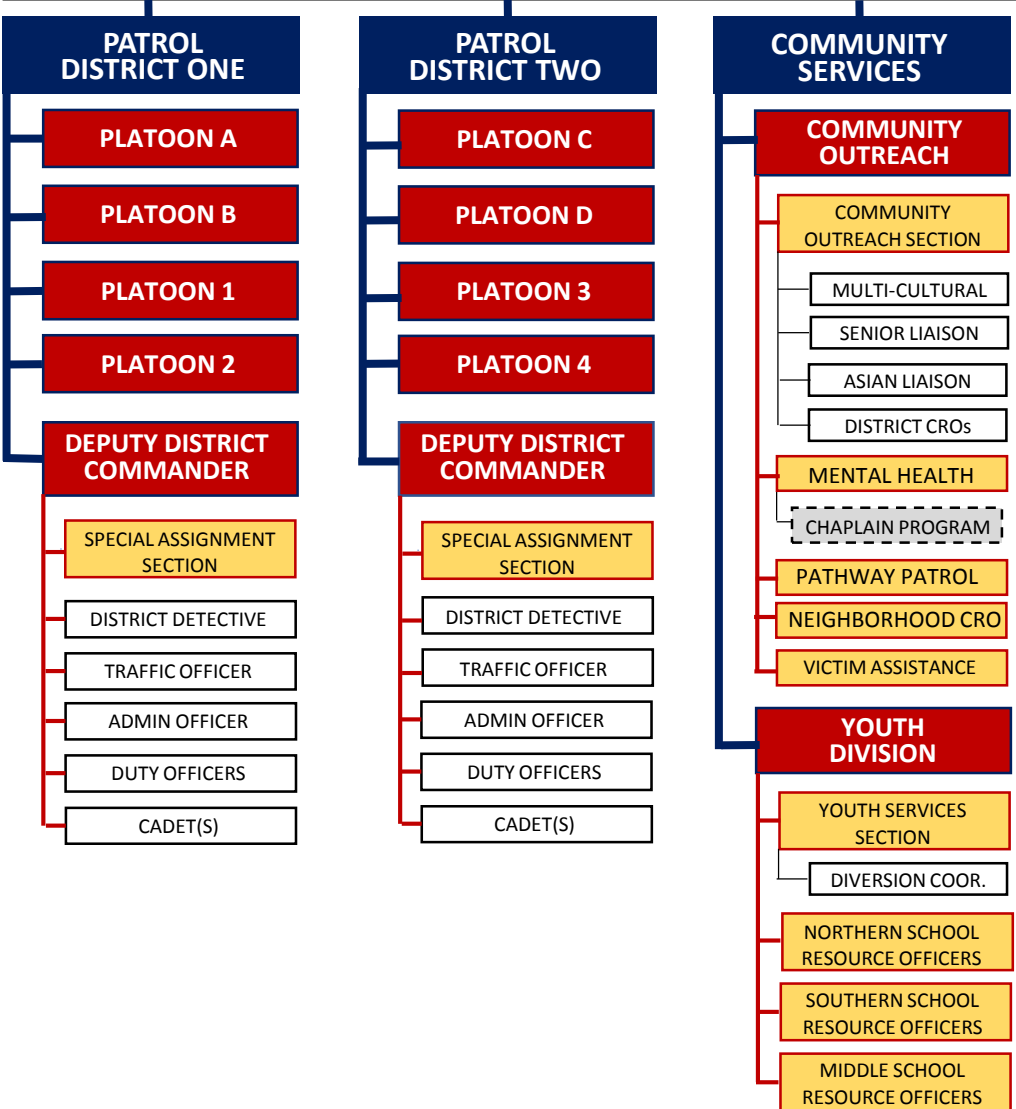 PATROL
DISTRICT ONE
PLATOON A
PLATOON B
PLATOON 1
PLATOON 2
DEPUTY DISTRICT
COMMANDER
SPECIAL ASSIGNMENT
SECTION
DISTRICT DETECTIVE
TRAFFIC OFFICER
ADMIN OFFICER
DUTY OFFICERS
CADET(S)
PATROL
DISTRICT TWO
PLATOON C
PLATOON D
PLATOON 3
PLATOON 4
DEPUTY DISTRICT
COMMANDER
SPECIAL ASSIGNMENT
SECTION
DISTRICT DETECTIVE
TRAFFIC OFFICER
ADMIN OFFICER
DUTY OFFICERS
CADET(S)
COMMUNITY
SERVICES
COMMUNITY
OUTREACH
COMMUNITY
OUTREACH SECTION
MULTI-CULTURAL
SENIOR LIAISON
ASIAN LIAISON
DISTRICT CROs
MENTAL HEALTH
CHAPLAIN PROGRAM
PATHWAY PATROL
NEIGHBORHOOD CRO
VICTIM ASSISTANCE
YOUTH
DIVISION
YOUTH SERVICES
SECTION
DIVERSION COOR.
NORTHERN SCHOOL
RESOURCE OFFICERS
SOUTHERN SCHOOL
RESOURCE OFFICERS
MIDDLE SCHOOL
RESOURCE OFFICERS